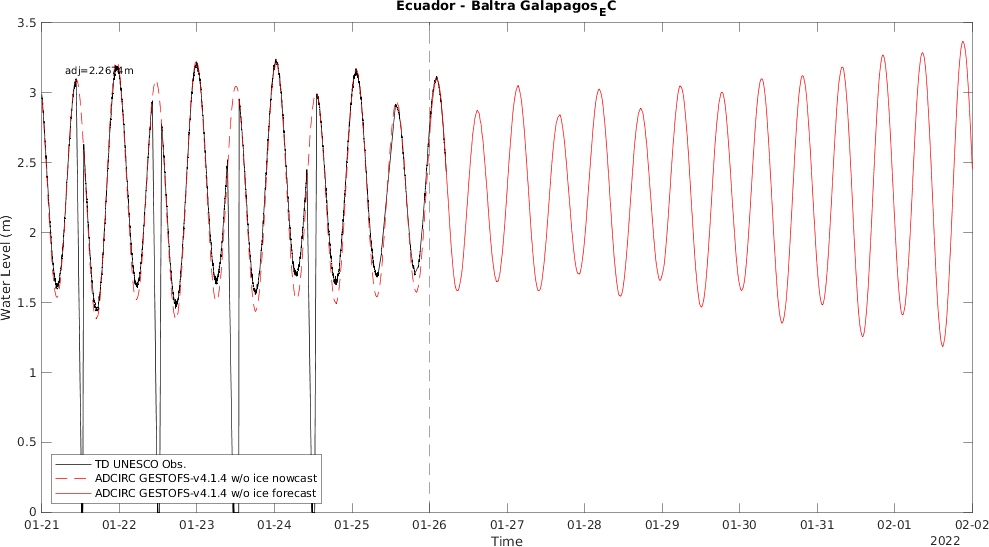 Ecuador - Baltra Galapagos_EC
adj=2.2674m
3.5
3
2.5
2
1.5
1
0.5
0
Water Level (m)
TD UNESCO Obs.
ADCIRC GESTOFS-v4.1.4 w/o ice nowcast
ADCIRC GESTOFS-v4.1.4 w/o ice forecast
01-21 01-22 01-23 01-24 01-25 01-26 01-27 01-28 01-29 01-30 01-31 02-01 02-02
Time
2022